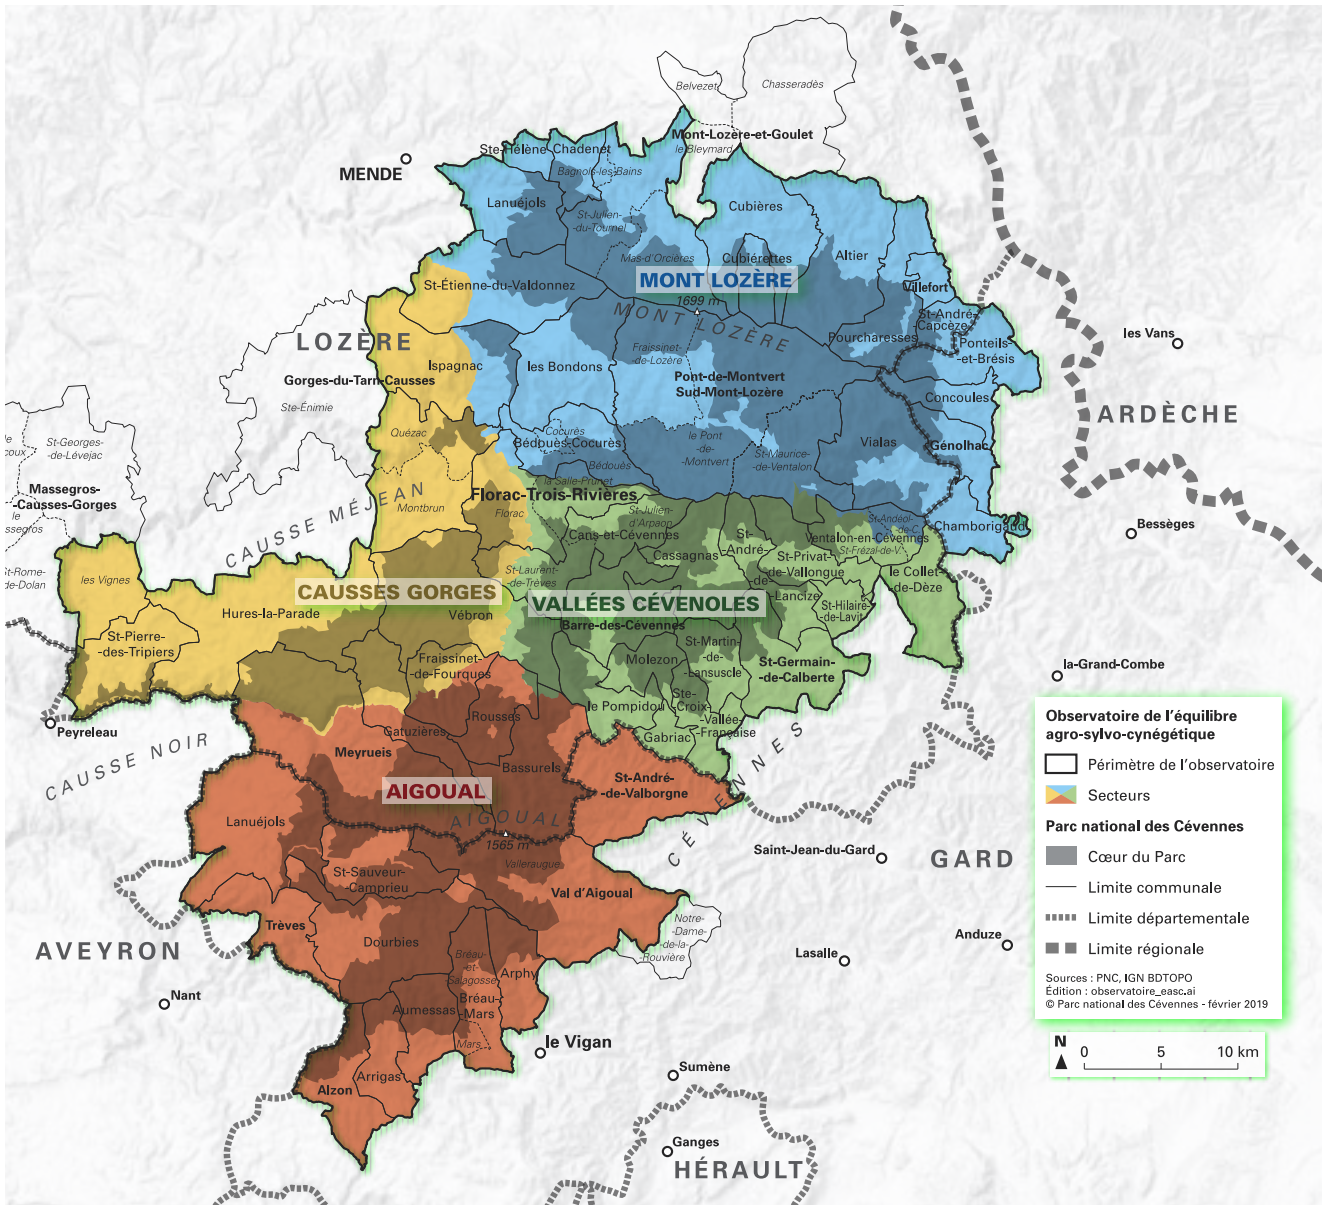 Belvezet
Chasseradès
Mont-Lozère-et-Goulet
le Bleymard
MENDE
Ste-Hélène
Chadenet
Bagnols-les-Bains
Lanuéjols
St-Julien-
-du-Tournel
Cubières
Mas-d'Orcières
Cubiérettes
Altier
MONT LOZÈRE
1699 m
MONT LOZÈRE
St-Étienne-du-Valdonnez
Villefort
St-André-
-Capcèze
Pourcharesses
Ponteils-
-et-Brésis
les Vans
LOZÈRE
Gorges-du-Tarn-Causses
Ste-Énimie
Ispagnac
les Bondons
Fraissinet-
-de-Lozère
Pont-de-Montvert
Sud-Mont-Lozère
Concoules
ARDÈCHE
Quézac
Cocurès
Bédouès-Cocurès
Bédouès
le Pont
-de-
-Montvert
St-Maurice-
-de-Ventalon
Vialas
Génolhac
St-Georges-
-de-Lévejac
Massegros-
-Causses-Gorges
le
St-Rome-
-de-Dolan
CAUSSE MÉJEAN
Montbrun
la Salle-Prunet
Florac-Trois-Rivières
Florac
St-Julien-
d'Arpaon
Cans-et-Cévennes
Chamborigaud
Bessèges
St-Andéol-
-de-C.
Ventalon-en-Cévennes
St-Frézal-de-V.
les Vignes
St-Laurent-
-de-Trèves
Cassagnas
St-
-André-
-de-
-Lancize
St-Privat-
-de-Vallongue
le Collet-
-de-Dèze
CAUSSES GORGES
VALLÉES CÉVENOLES
Hures-la-Parade
Vébron
Barre-des-Cévennes
St-Hilaire-
-de-Lavit
St-Pierre-
-des-Tripiers
Fraissinet-
-de-Fourques
Molezon
St-Martin-
-de-
-Lansuscle
St-Germain-
-de-Calberte
la-Grand-Combe
Peyreleau
CAUSSE NOIR
le Pompidou
Ste-
-Croix-
-Vallée-
-Française
Rousses
Gatuzières
Gabriac
Meyrueis
Bassurels
St-André-
-de-Valborgne
CÉVENNES
AIGOUAL
AIGOUAL
1565 m
Lanuéjols
Valleraugue
Saint-Jean-du-Gard
GARD
St-Sauveur-
-Camprieu
Val d'Aigoual
Trèves
Notre-
-Dame-
-de-la-
-Rouvière
Anduze
AVEYRON
Dourbies
Bréau-
-et-
-Salagosse
Arphy
Lasalle
Nant
Aumessas
Bréau-
-Mars
Mars
le Vigan
Arrigas
Alzon
Sumène
Ganges
HÉRAULT
Observatoire de l'équilibre
agro-sylvo-cynégétique
Périmètre de l'observatoire
Secteurs
Parc national des Cévennes
Cœur du Parc
Limite communale
Limite départementale
Limite régionale
Sources : PNC, IGN BDTOPO
Édition : observatoire_easc.ai
© Parc national des Cévennes - février 2019
N
0 5 10 km